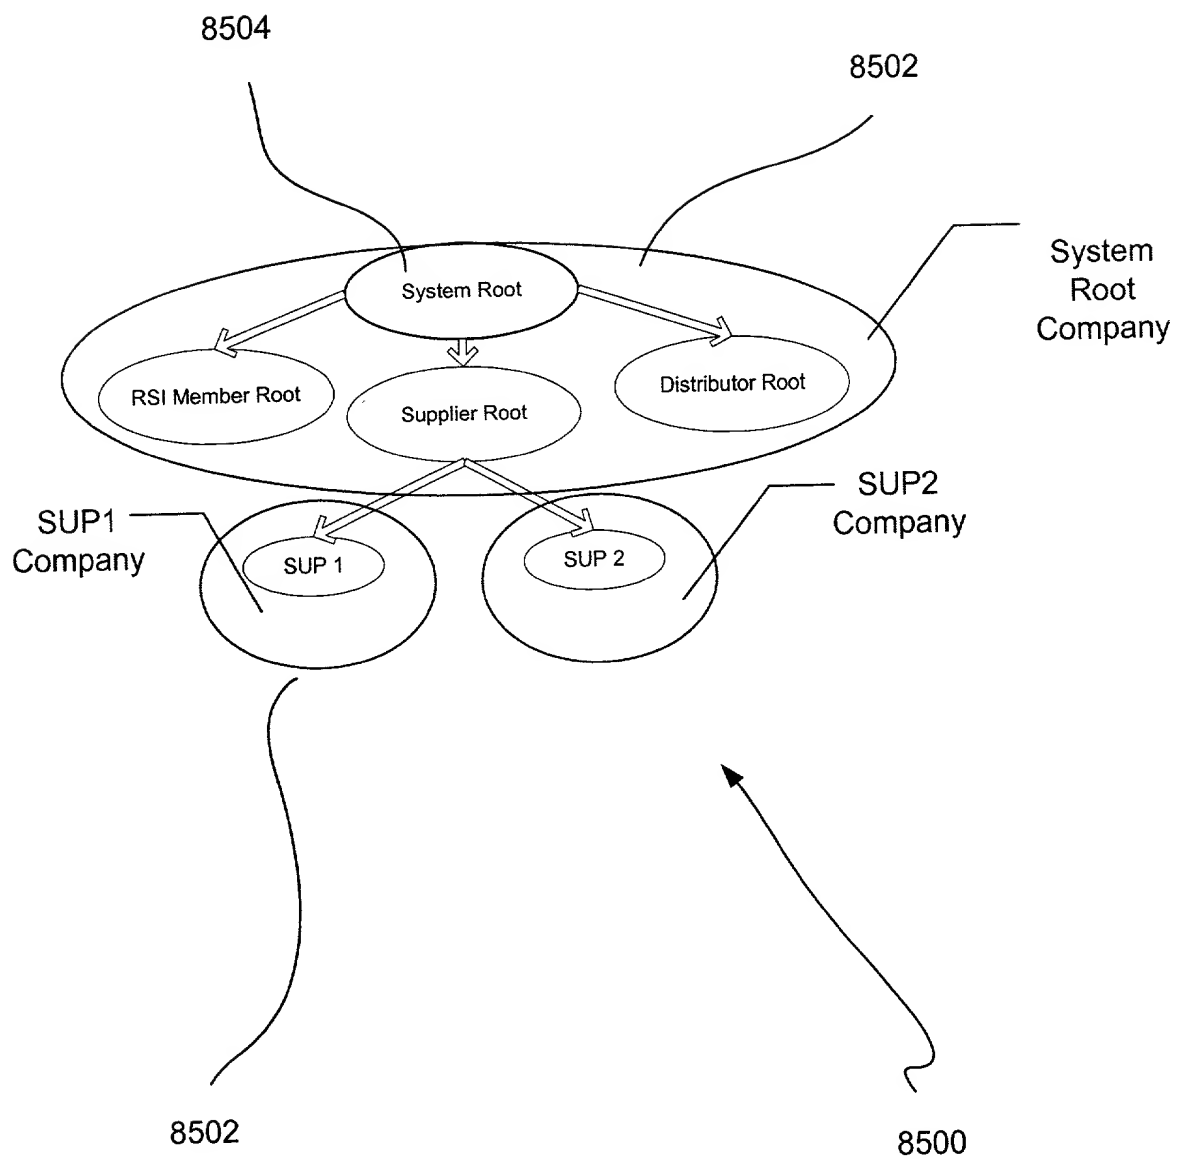 8504
8502
System Root
System
Root
Company
RSI Member Root
Supplier Root
Distributor Root
SUP1
Company
SUP 1
SUP 2
SUP2
Company
8502
8500